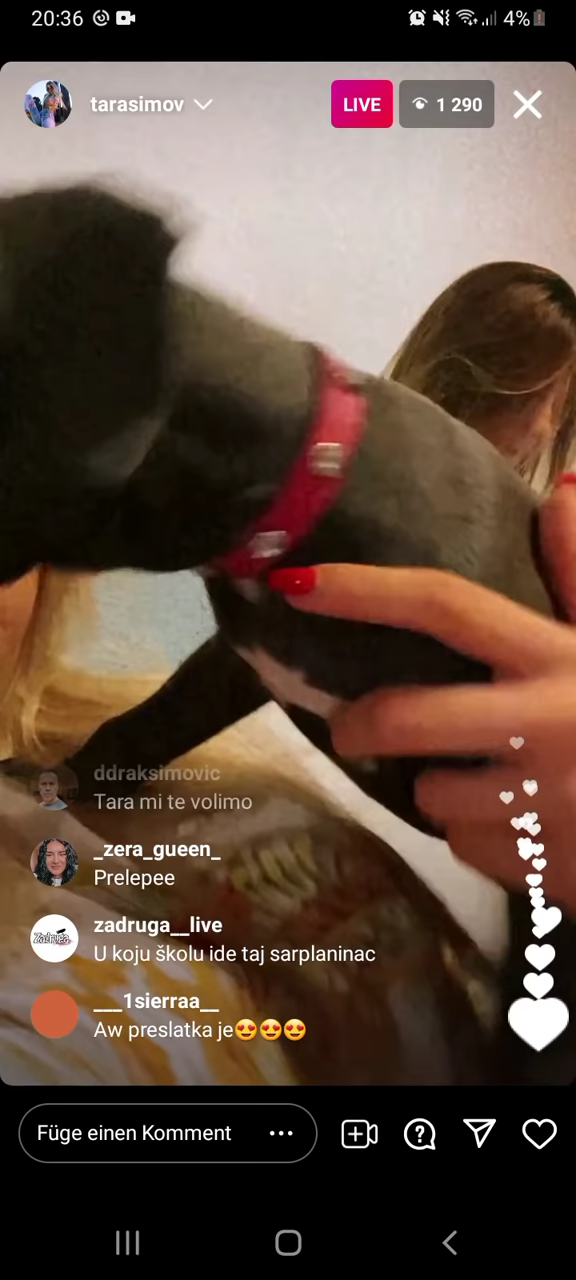 20:36
4%
tarasimov
LIVE
1 290
ddraksimovic
Tara mi te volimo
_zera_gueen_
Prelepee
Zadruga
zadruga__live
U koju školu ide taj sarplaninac
___1sierraa__
Aw preslatka je😍😍😍
Füge einen Komment